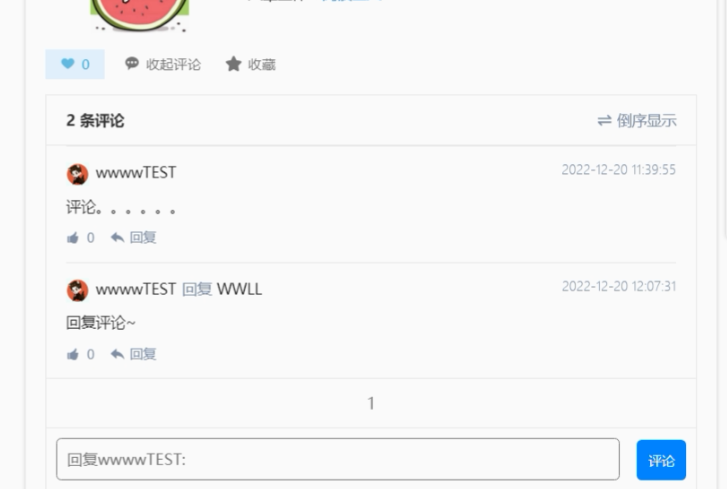 0 收起评论 收藏
2 条评论 倒序显示
wwwwTEST 2022-12-20 11:39:55
评论。。。。。。
0 回复
wwwwTEST 回复 WWLL 2022-12-20 12:07:31
回复评论~
0 回复
1
回复wwwwTEST: 评论